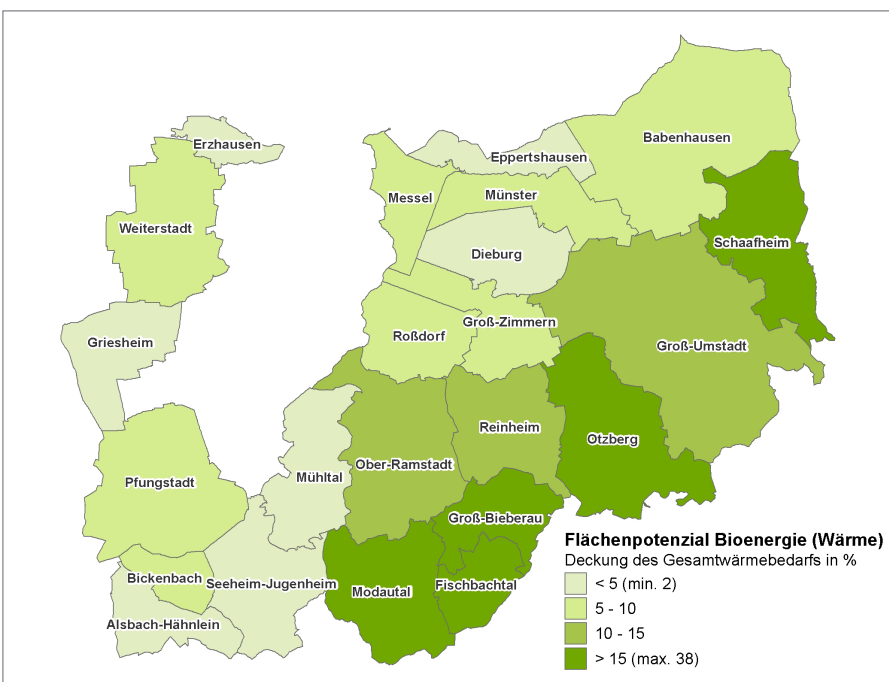 Babenhausen
Erzhausen
Eppertshausen
Messel
Münster
Weiterstadt
Schaafheim
Dieburg
Groß-Zimmern
Roßdorf
Griesheim
Groß-Umstadt
Reinheim
Otzberg
Ober-Ramstadt
Mühltal
Pfungstadt
Groß-Bieberau
Bickenbach
Seeheim-Jugenheim
Modautal
Fischbachtal
Alsbach-Hähnlein
Flächenpotenzial Bioenergie (Wärme)
Deckung des Gesamtwärmebedarfs in %
< 5 (min. 2)
5 - 10
10 - 15
> 15 (max. 38)